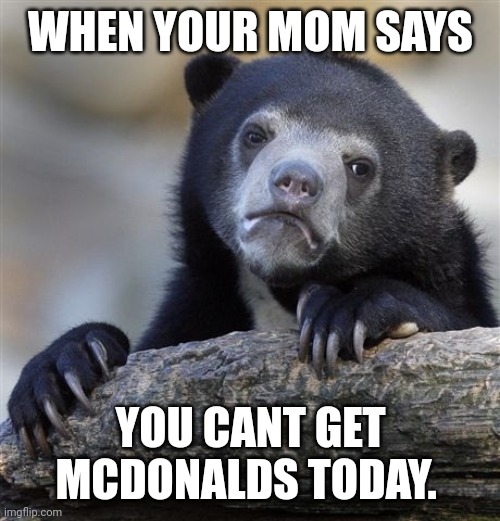 WHEN YOUR MOM SAYS
YOU CANT GET
MCDONALDS TODAY.
imgflip.com